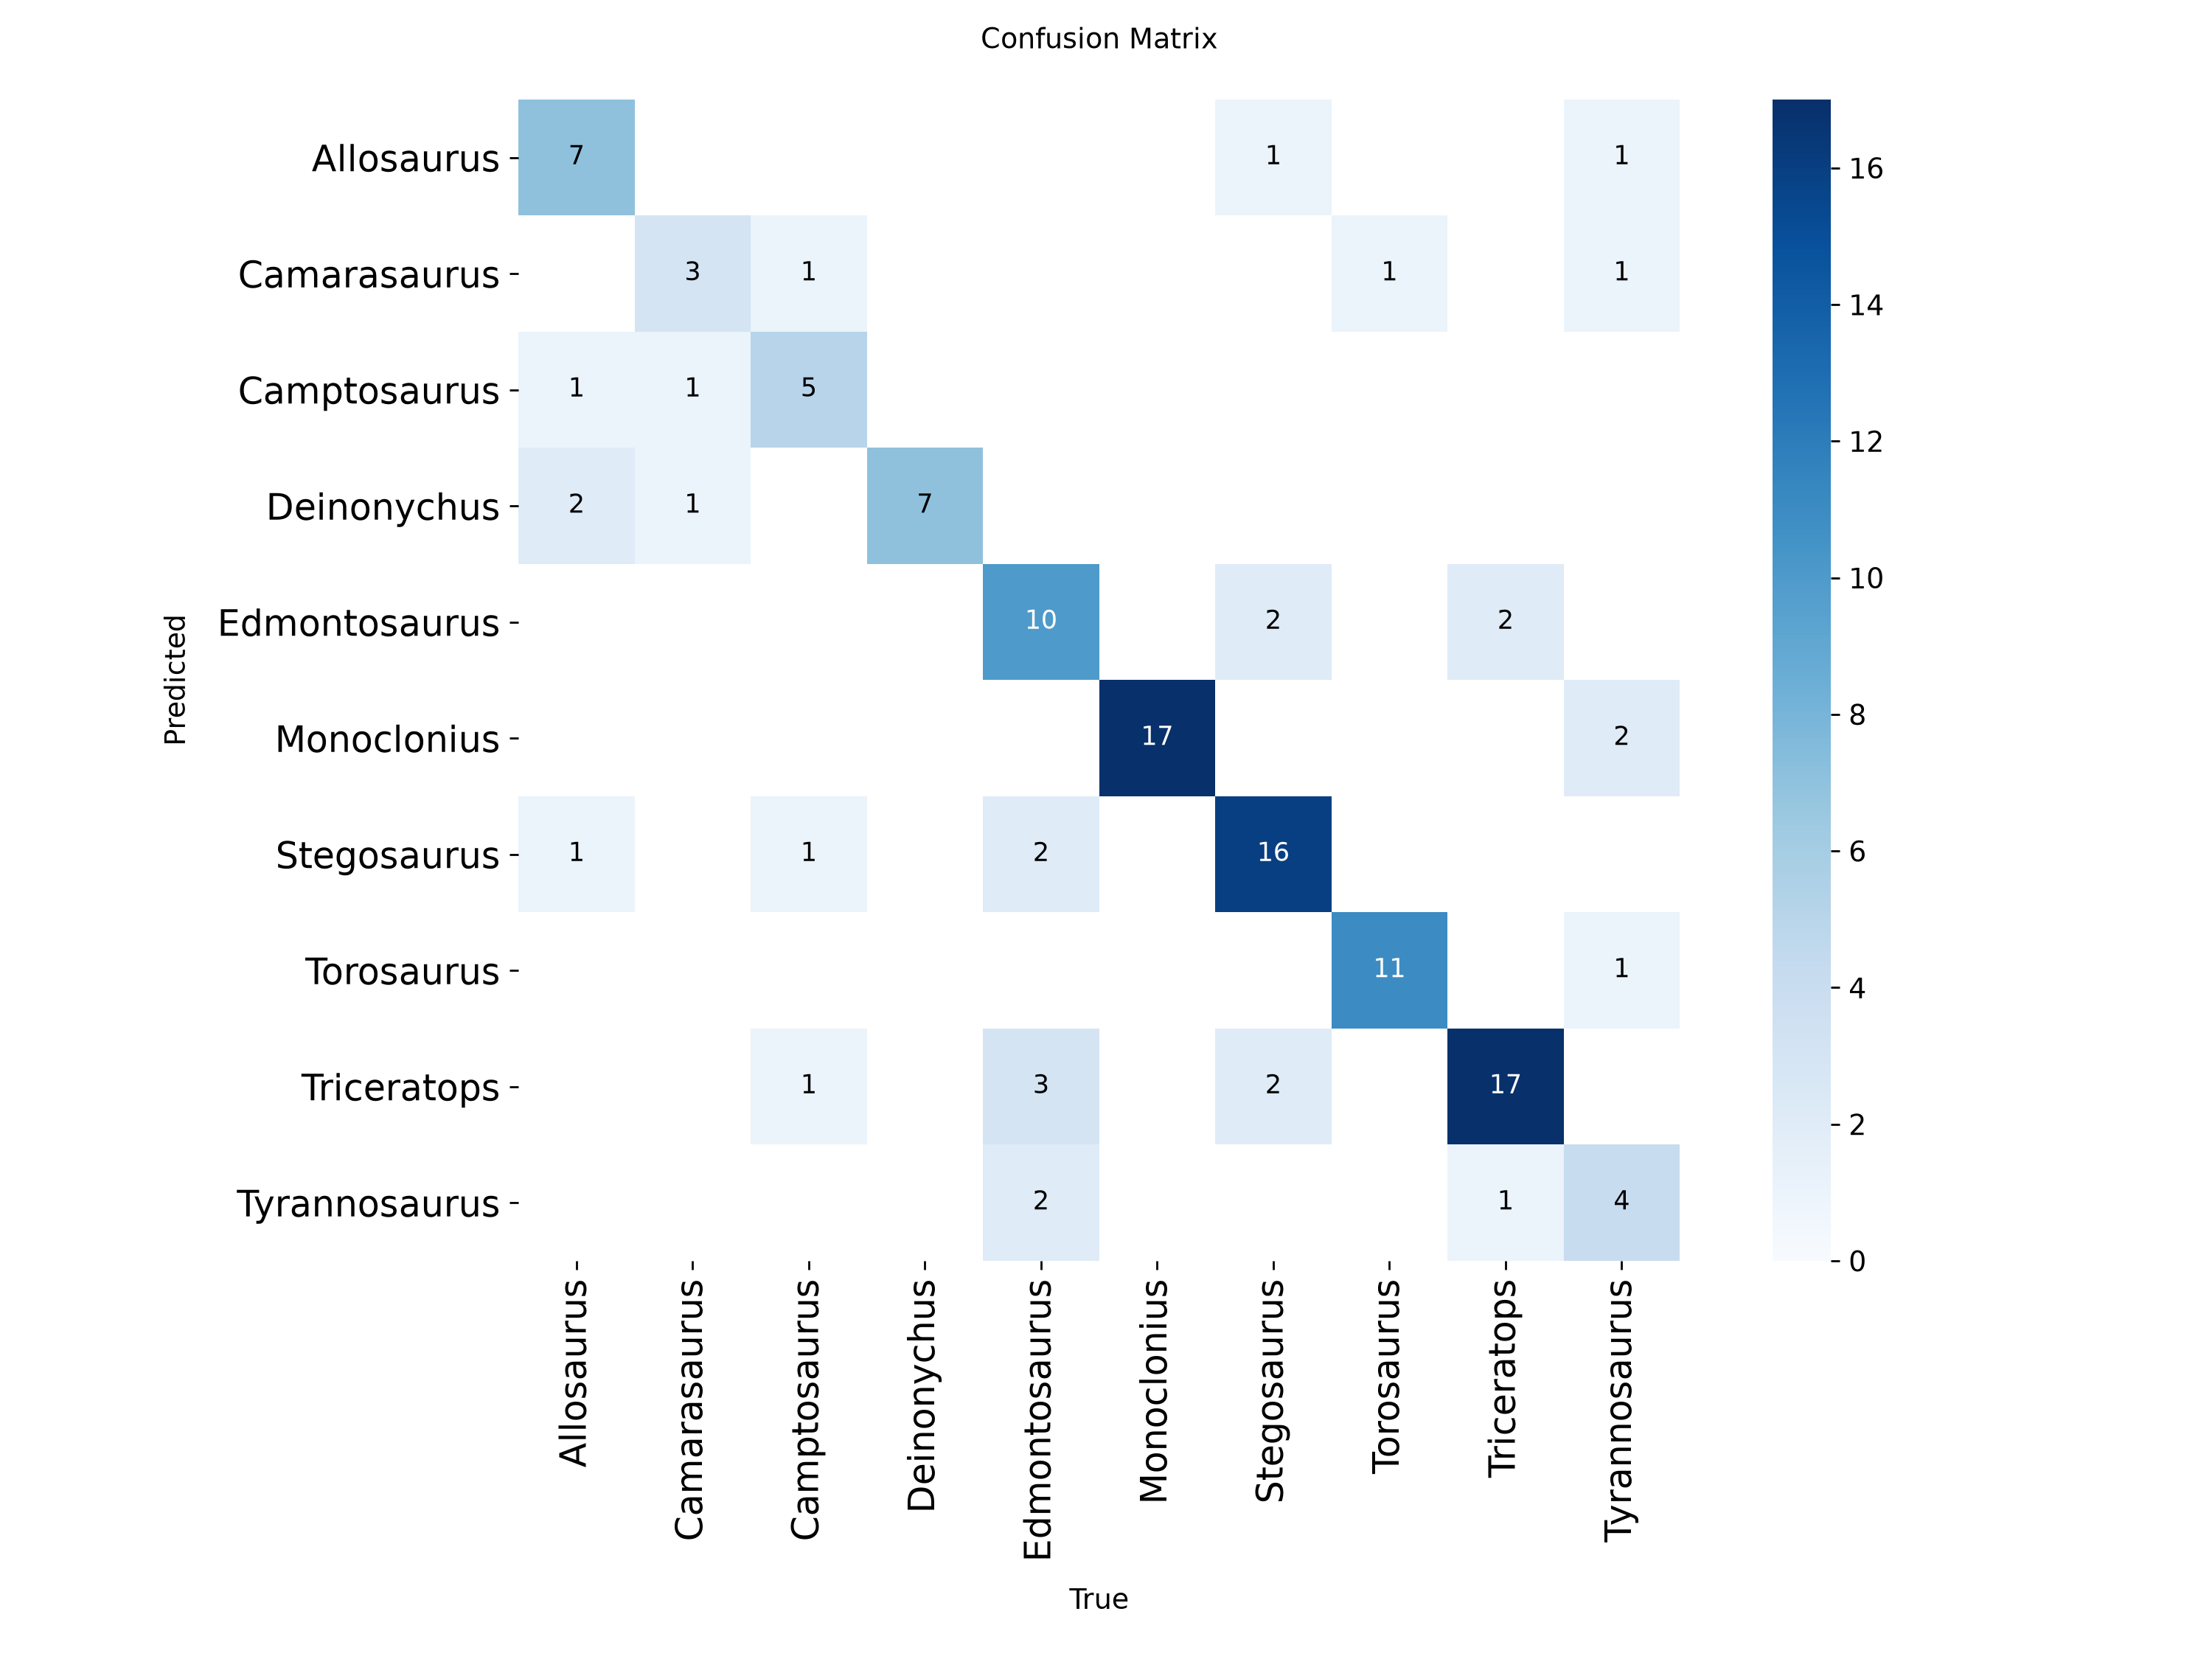 Confusion Matrix
Allosaurus 7 1 1
Camarasaurus 3 1 1 1
Camptosaurus 1 1 5
Deinonychus 2 1 7
Edmontosaurus 10 2 2
Monoclonius 17 2
Stegosaurus 1 1 2 16
Torosaurus 11 1
Triceratops 1 3 2 17
Tyrannosaurus 2 1 4
Predicted
Allosaurus
Camarasaurus
Camptosaurus
Deinonychus
Edmontosaurus
Monoclonius
Stegosaurus
Torosaurus
Triceratops
Tyrannosaurus
True
16
14
12
10
8
6
4
2
0